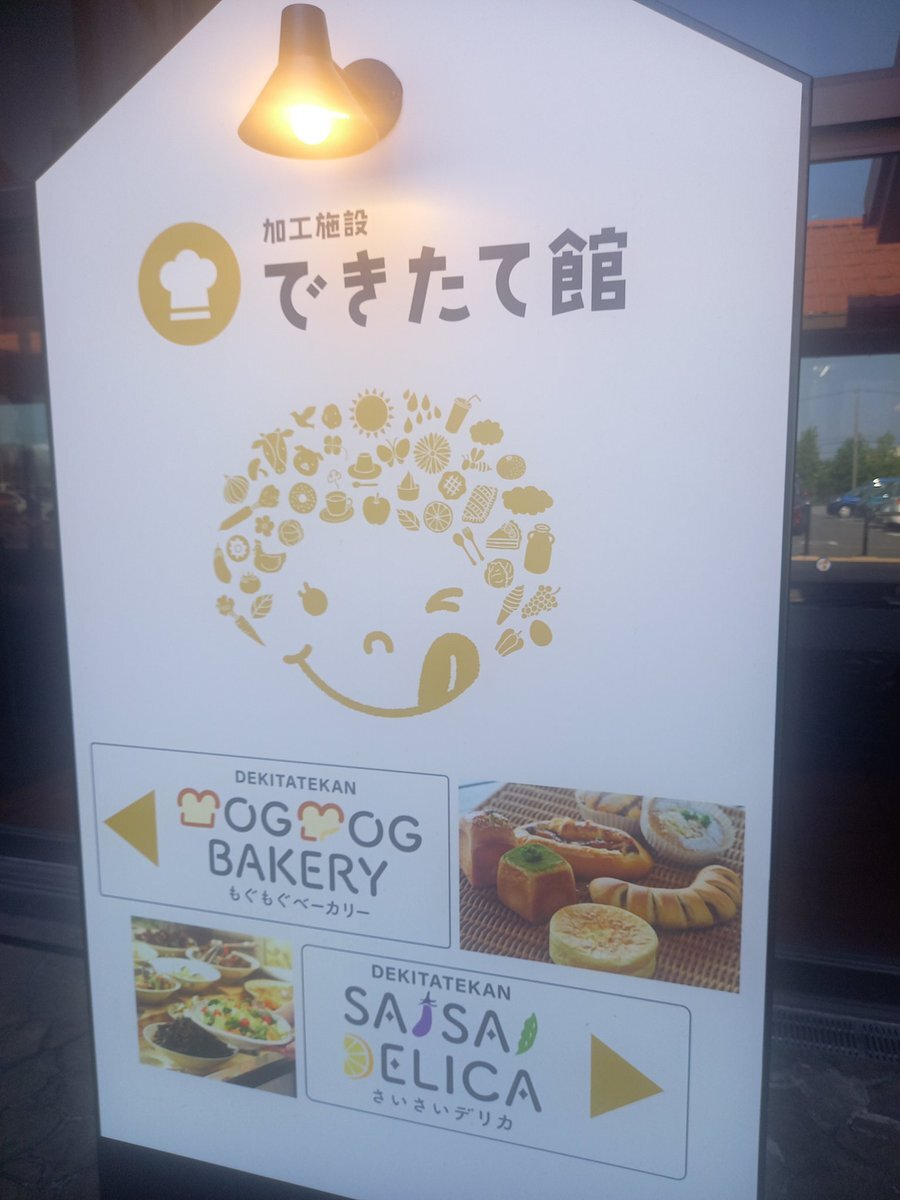 加工施設
できたて館
DEKITATEKAN
MOGMOG
BAKERY
もぐもぐベーカリー
DEKITATEKAN
SAISAI
DELICA
さいさいデリカ